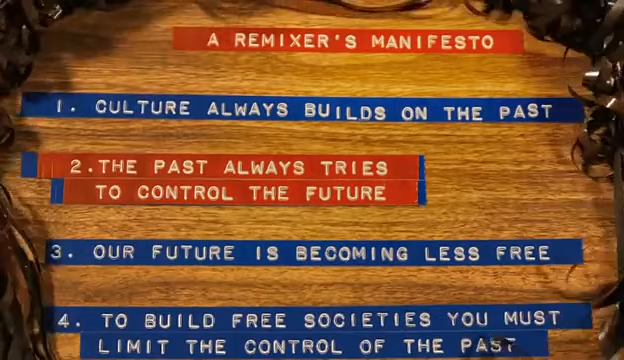 A REMIXER'S MANIFESTO
1. CULTURE ALWAYS BUILDS ON THE PAST
2.THE PAST ALWAYS TRIES
TO CONTROL THE FUTURE
3. OUR FUTURE IS BECOMING LESS FREE
4. TO BUILD FREE SOCIETIES YOU MUST
LIMIT THE CONTROL OF THE PAST